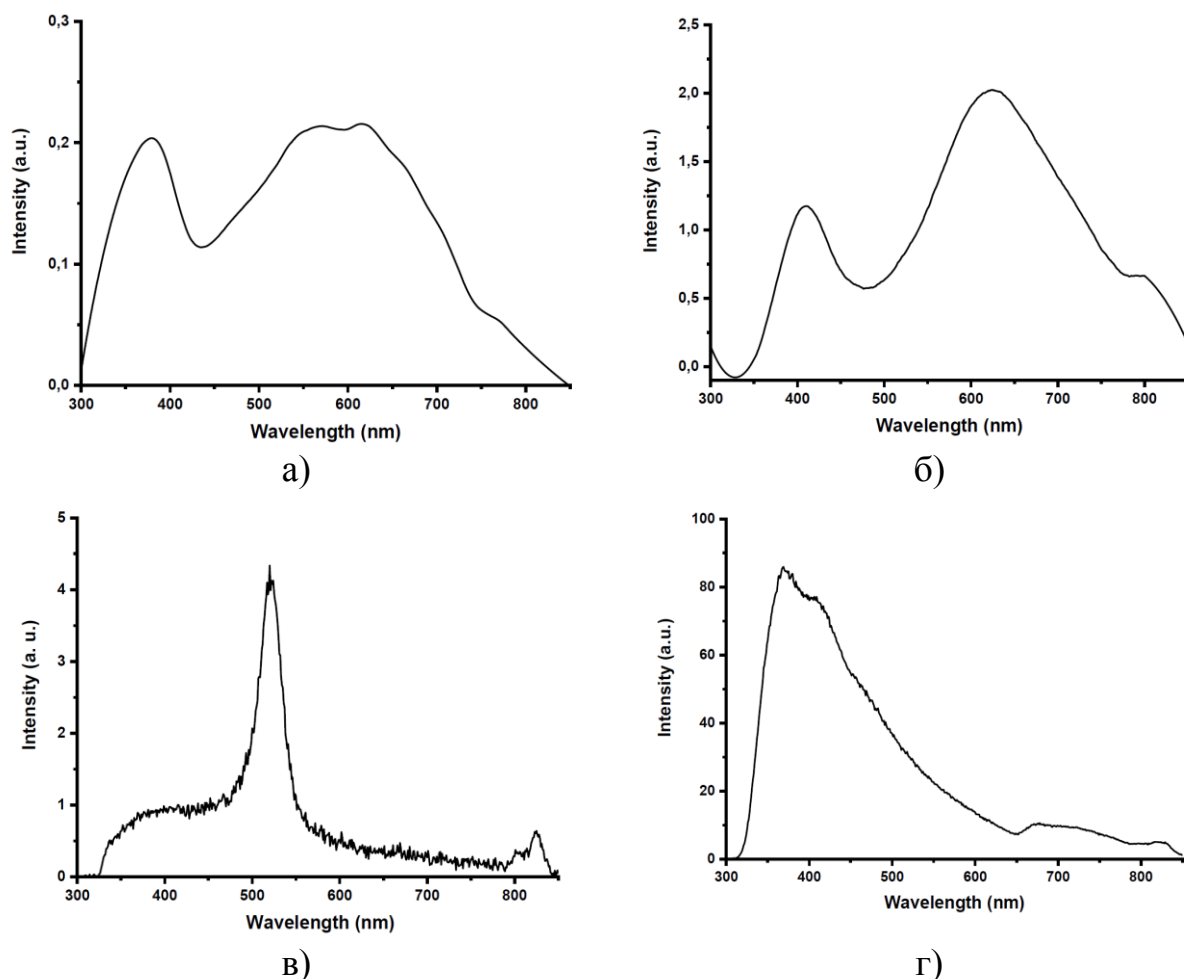 0,3
0,2
0,1
0,0
Intensity (a.u.)
300 400 500 600 700 800
Wavelength (nm)
а)
2,5
2,0
1,5
1,0
0,5
0,0
Intensity (a.u.)
300 400 500 600 700 800
Wavelength (nm)
б)
5
4
3
2
1
0
Intensity (a. u.)
300 400 500 600 700 800
Wavelength (nm)
в)
100
80
60
40
20
0
Intensity (a.u.)
300 400 500 600 700 800
Wavelength (nm)
г)